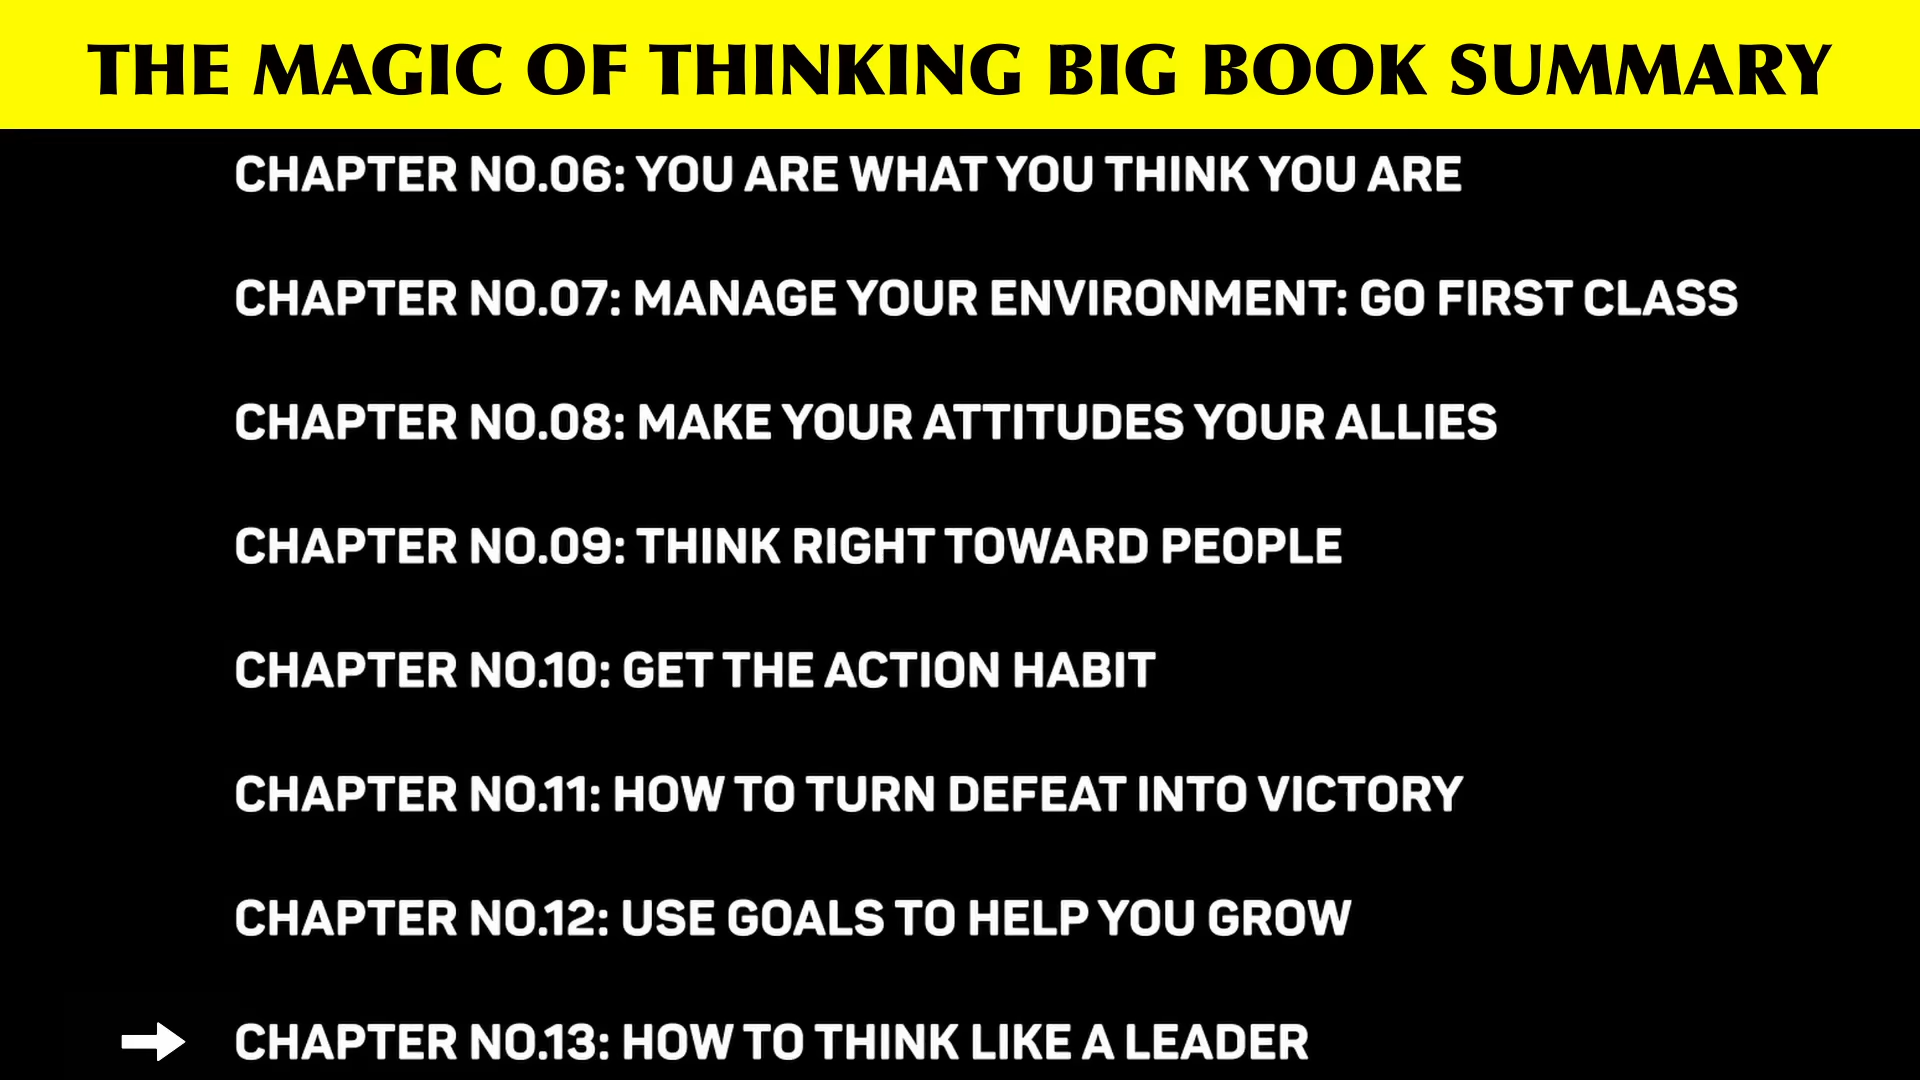 THE MAGIC OF THINKING BIG BOOK SUMMARY
CHAPTER NO.06: YOU ARE WHAT YOU THINK YOU ARE
CHAPTER NO.07: MANAGE YOUR ENVIRONMENT: GO FIRST CLASS
CHAPTER NO.08: MAKE YOUR ATTITUDES YOUR ALLIES
CHAPTER NO.09: THINK RIGHT TOWARD PEOPLE
CHAPTER NO.10: GET THE ACTION HABIT
CHAPTER NO.11: HOW TO TURN DEFEAT INTO VICTORY
CHAPTER NO.12: USE GOALS TO HELP YOU GROW
CHAPTER NO.13: HOW TO THINK LIKE A LEADER